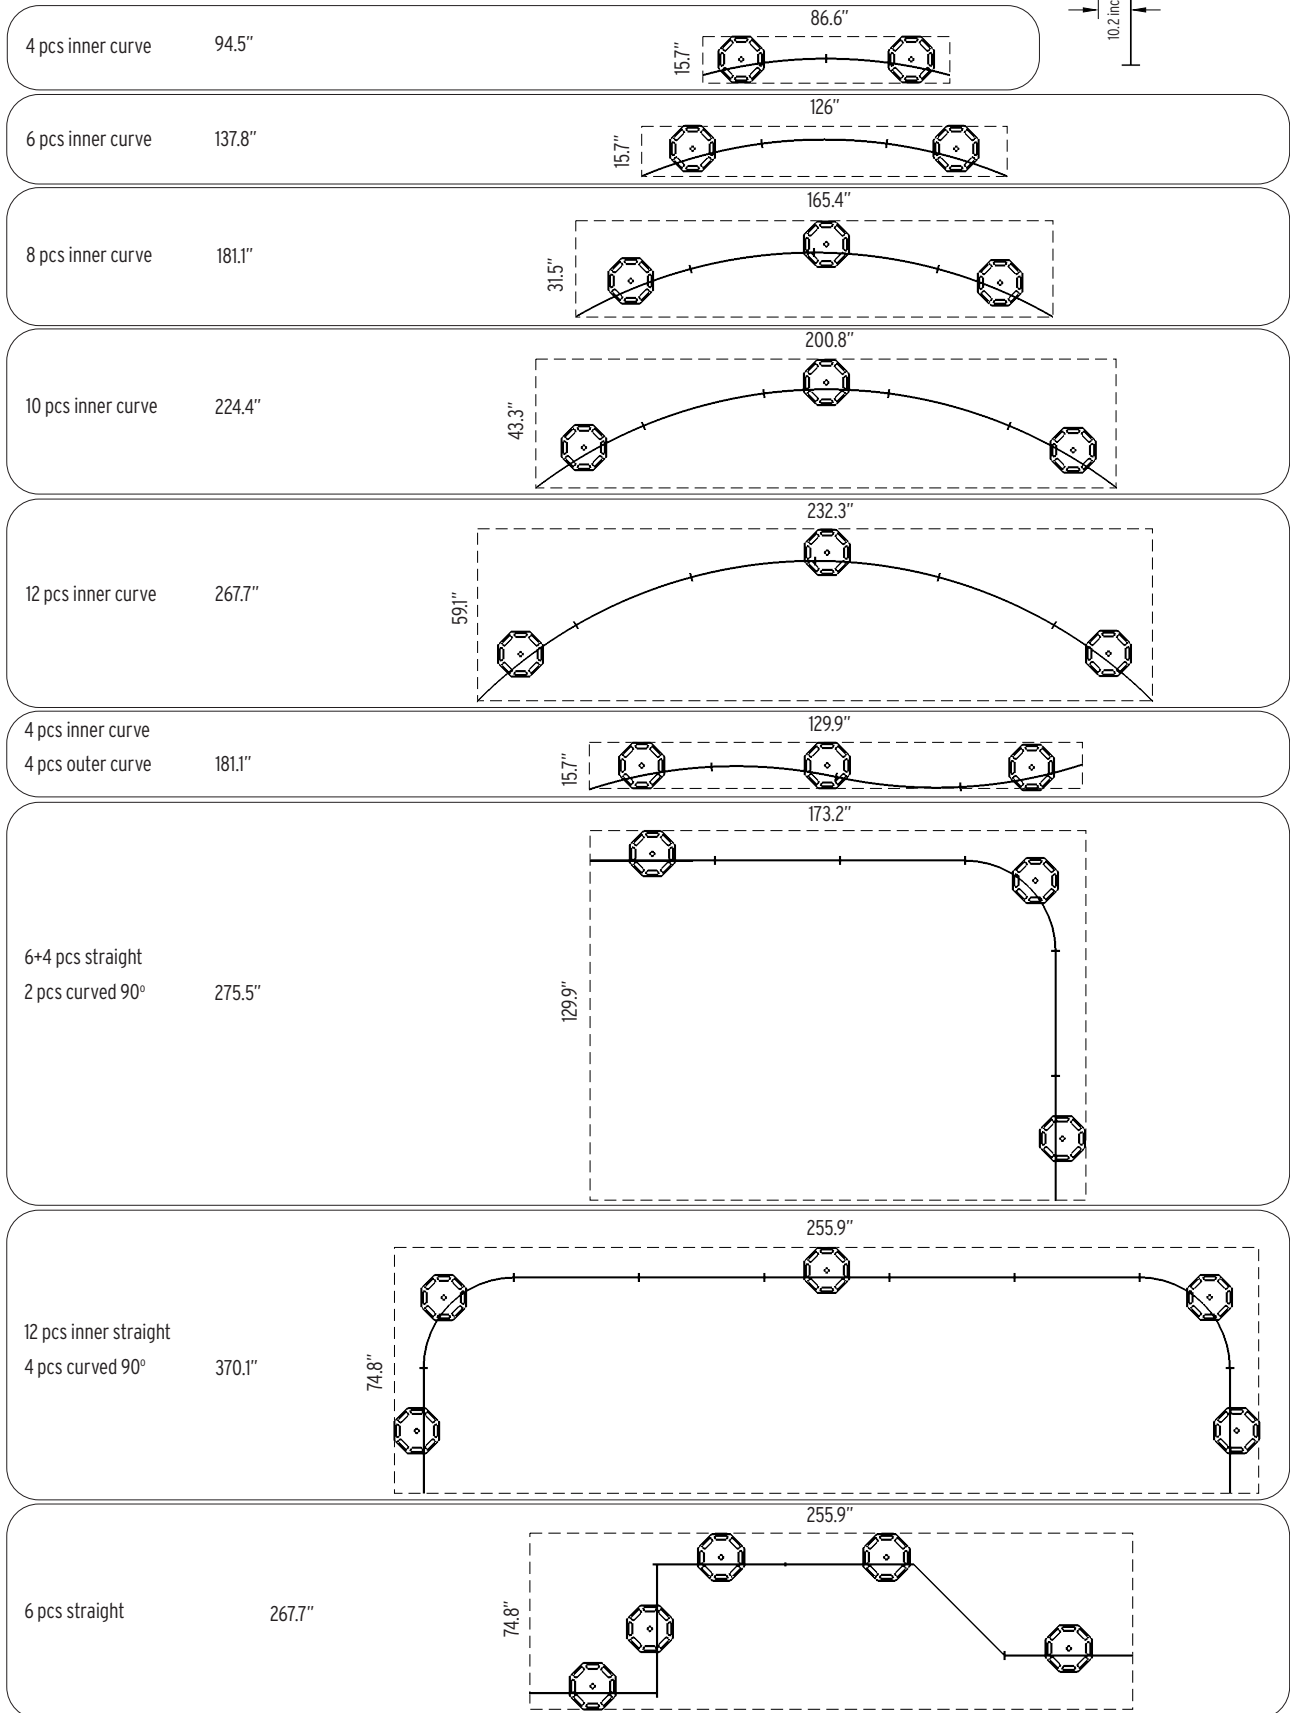 10.2 inc
4 pcs inner curve 94.5" 86.6"
15.7"
6 pcs inner curve 137.8" 126"
15.7"
8 pcs inner curve 181.1" 165.4"
31.5"
10 pcs inner curve 224.4" 200.8"
43.3"
12 pcs inner curve 267.7" 232.3"
59.1"
4 pcs inner curve 129.9"
4 pcs outer curve 181.1" 15.7"
173.2"
6+4 pcs straight
2 pcs curved 90º 275.5" 129.9"
255.9"
12 pcs inner straight
4 pcs curved 90º 370.1" 74.8"
255.9"
6 pcs straight 267.7" 74.8"